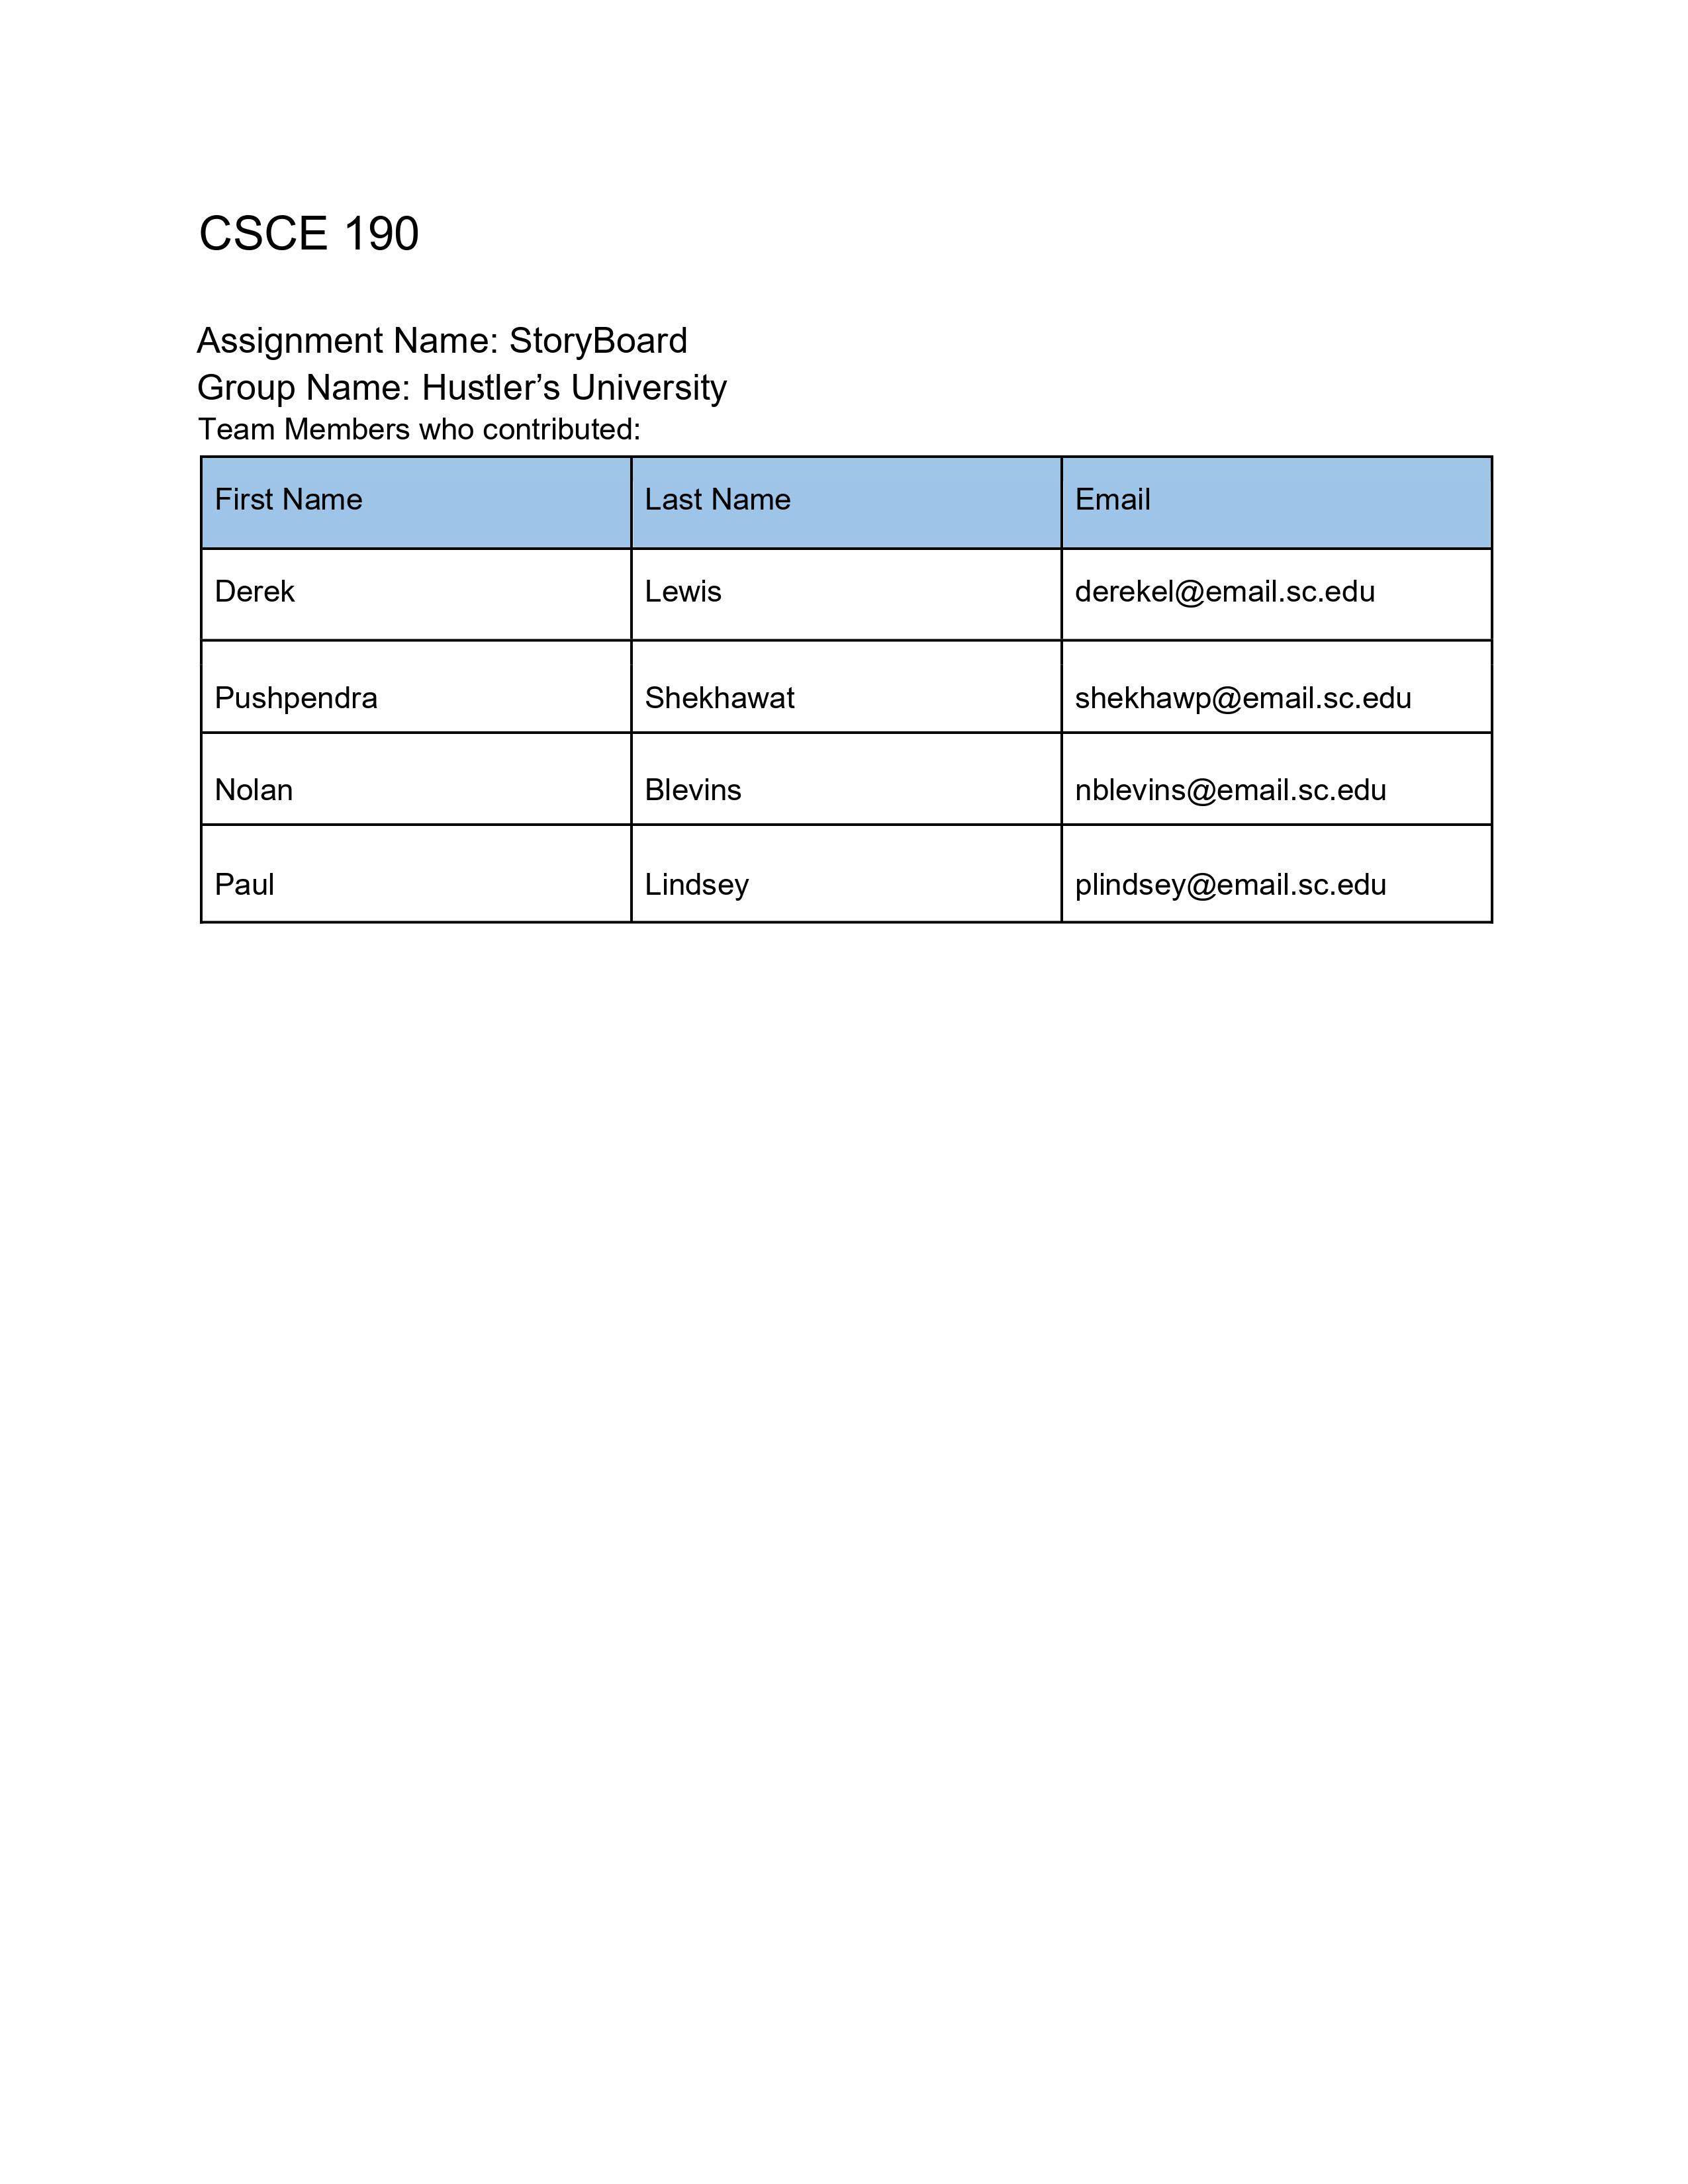 CSCE 190
Assignment Name: StoryBoard
Group Name: Hustler’s University
Team Members who contributed:
First Name Last Name Email
Derek Lewis derekel@email.sc.edu
Pushpendra Shekhawat shekhawp@email.sc.edu
Nolan Blevins nblevins@email.sc.edu
Paul Lindsey plindsey@email.sc.edu